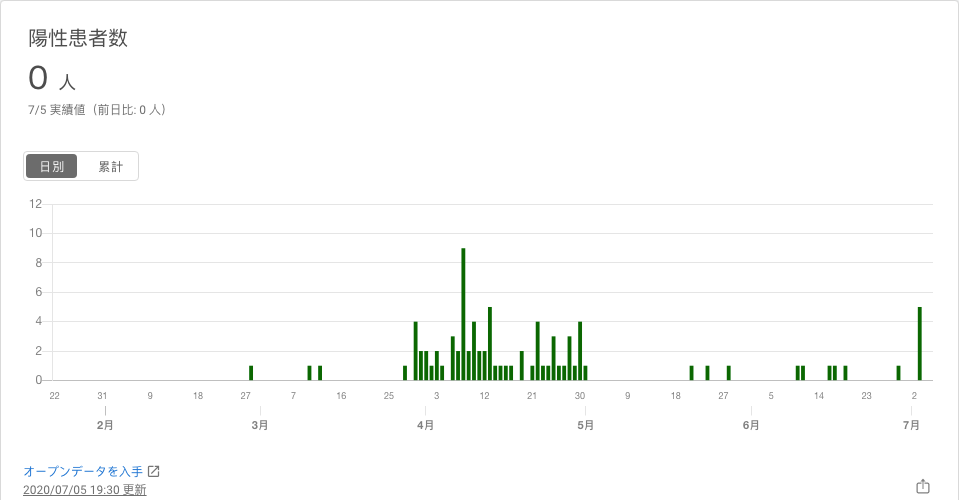 陽性患者数
0 人
7/5 実績値（前日比: 0 人）
日別 累計
12
10
8
6
4
2
0
22 31 9 18 27 7 16 25 3 12 21 30 9 18 27 5 14 23 2
2月 3月 4月 5月 6月 7月
オープンデータを入手
2020/07/05 19:30 更新